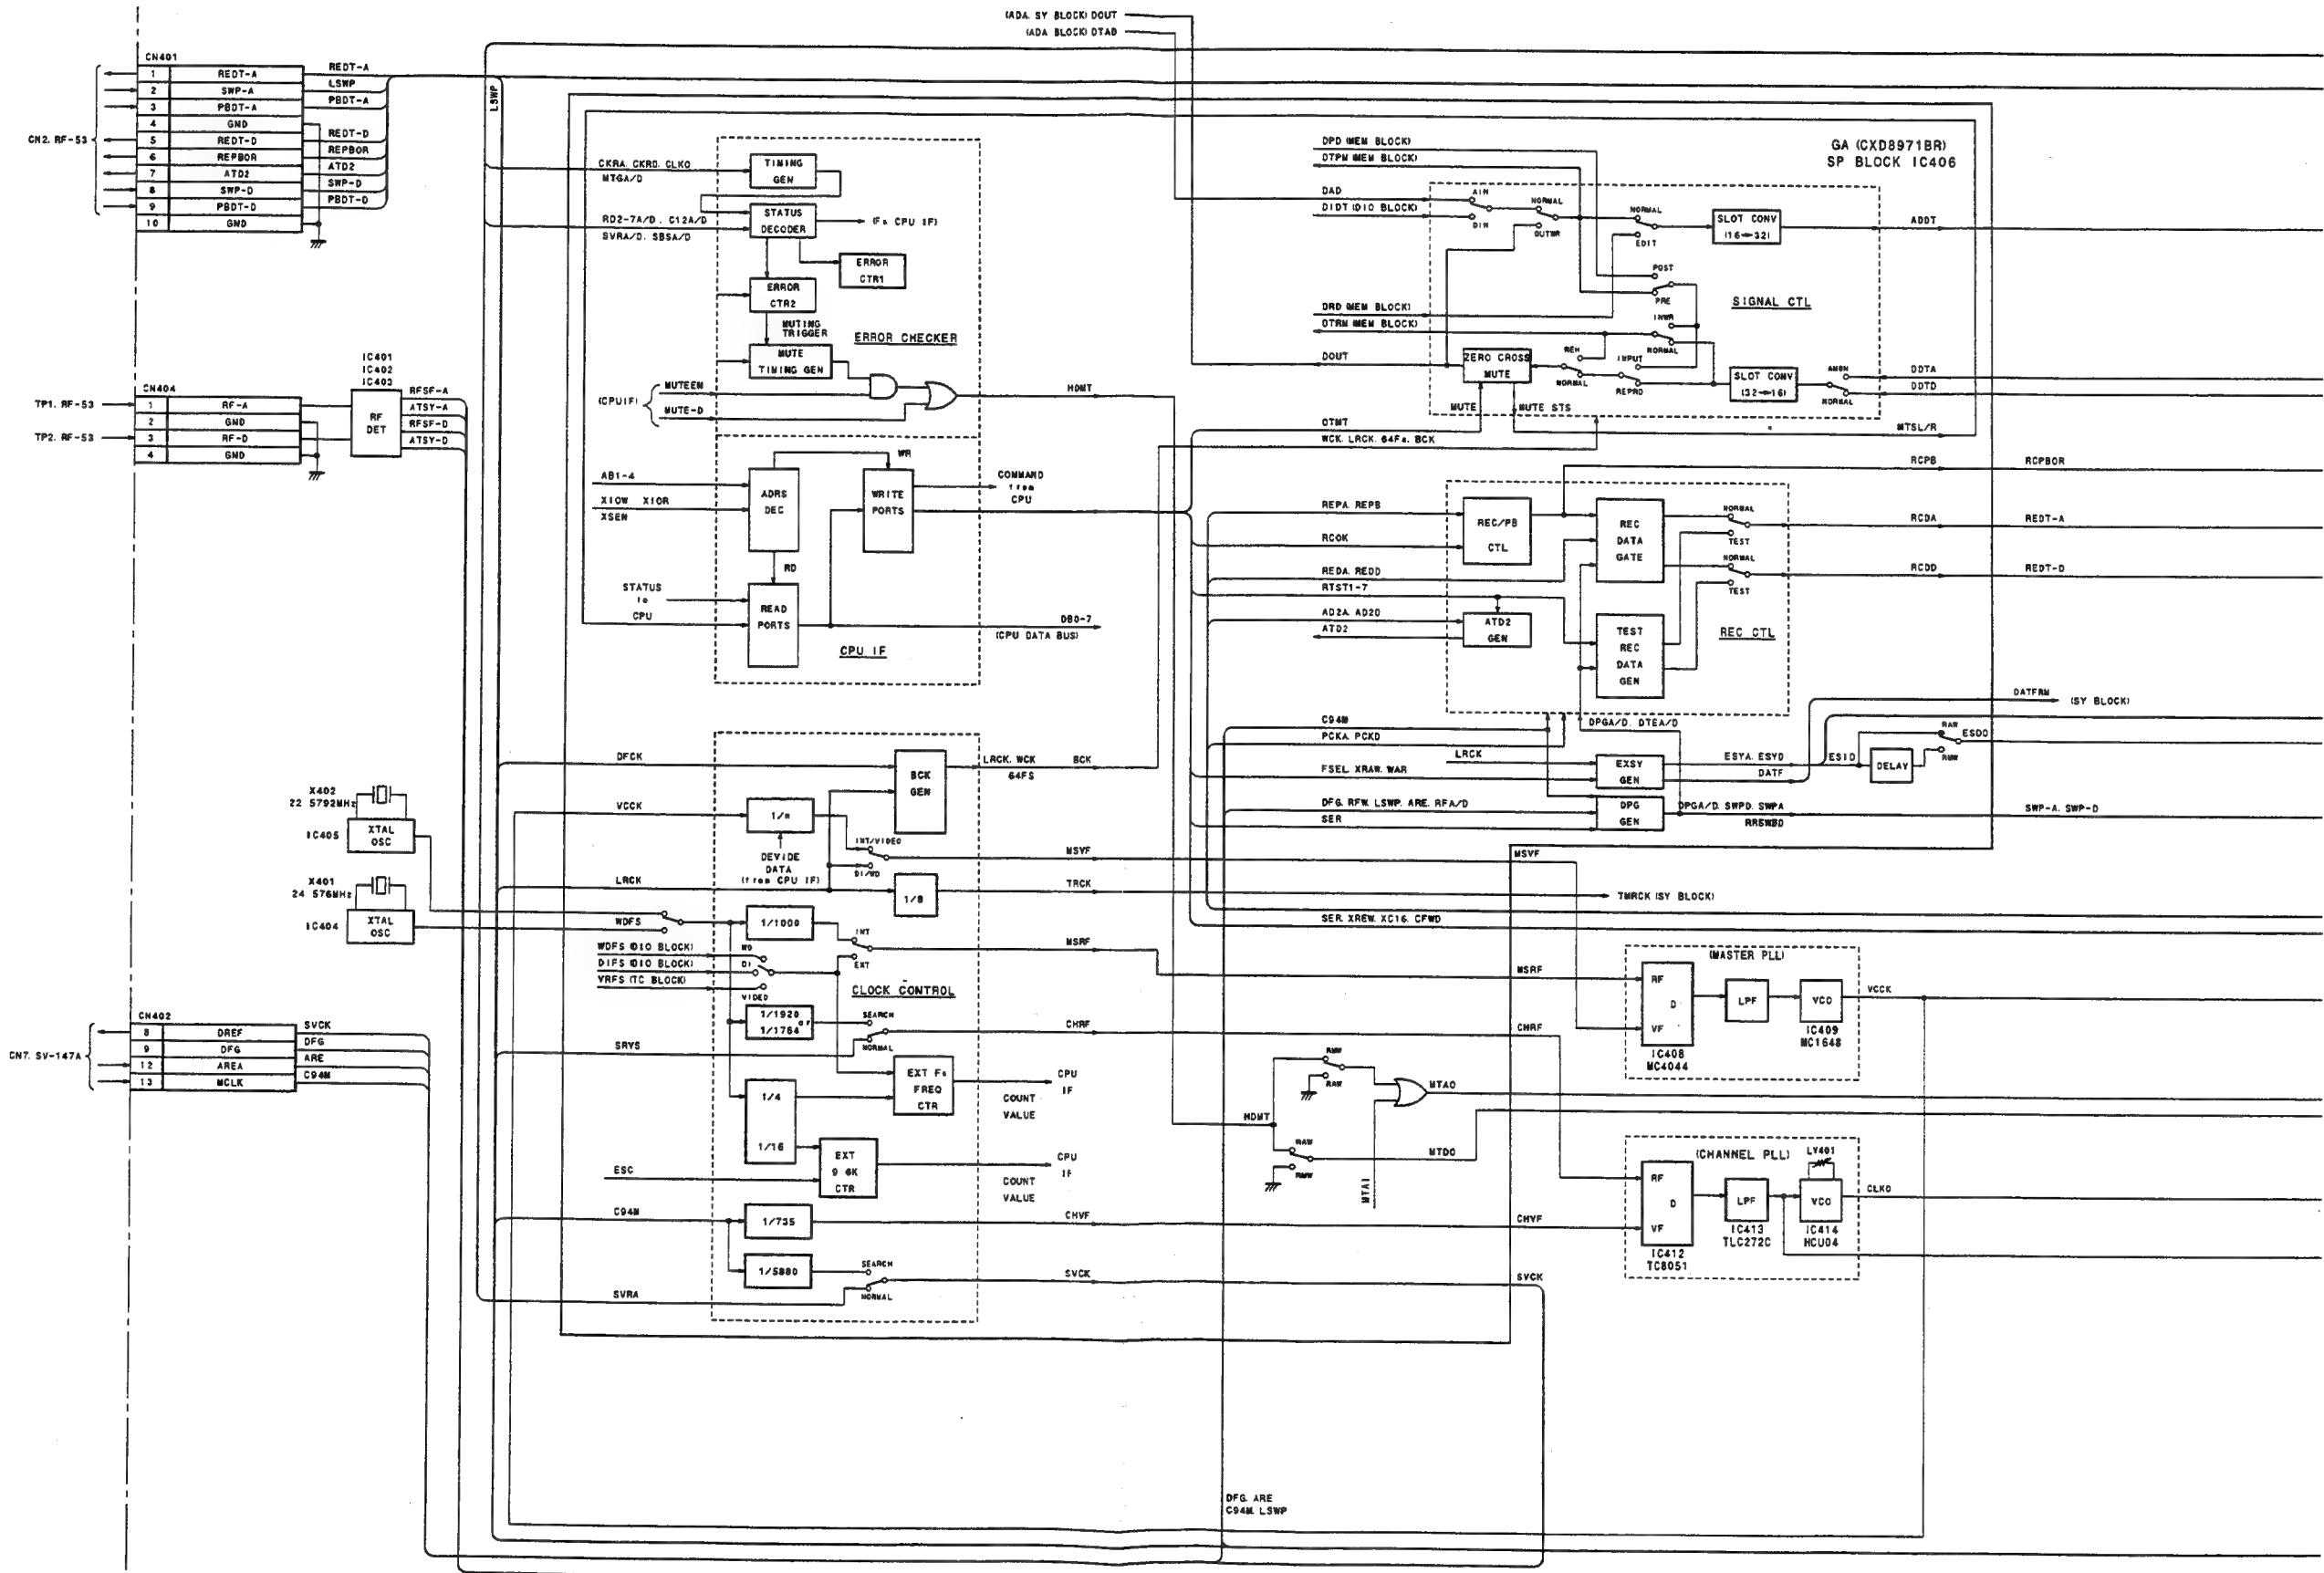 (ADA. SY BLOCK) DOUT
(ADA BLOCK) DTAD
CN401
1 REDT-A REDT-A
2 SWP-A LSWP
3 PBDT-A PBDT-A
4 GND
5 REDT-D REDT-D
6 REPBOR REPBOR
7 ATD2 ATD2
8 SWP-D SWP-D
9 PBDT-D PBDT-D
10 GND
CN2. RF-53
LSWP
CKRA. CKRD. CLKO
MTGA/D
TIMING
GEN
RD2-7A/D. C12A/D
SVRA/D. SBSA/D
STATUS
DECODER
(Fs CPU IF)
ERROR
CTR1
ERROR
CTR2
MUTING
TRIGGER
ERROR CHECKER
MUTE
TIMING GEN
(CPUIF)
MUTEEN
MUTE-D
HDMT
GA (CXD8971BR)
SP BLOCK IC406
DPD (MEM BLOCK)
DTPM (MEM BLOCK)
DAD
DIDT (DIO BLOCK)
AIN
DIN
NORMAL
OUTWR
NORMAL
EDIT
SLOT CONV
(16→32)
ADDT
POST
PRE
SIGNAL CTL
DRD (MEM BLOCK)
DTRM (MEM BLOCK)
INWR
NORMAL
DOUT
ZERO CROSS
MUTE
REH
NORMAL
INPUT
REPRO
SLOT CONV
(32→16)
NORMAL
DDTA
DDTD
MUTE
MUTE STS
MTSL/R
DTMT
WCK. LRCK. 64Fs. BCK
CN404
1 RF-A
2 GND
3 RF-D
4 GND
TP1. RF-53
TP2. RF-53
IC401
IC402
IC403
RF
DET
RFSF-A
ATSY-A
RFSF-D
ATSY-D
AB1-4
XIOW XIOR
XSEN
ADRS
DEC
WR
WRITE
PORTS
COMMAND
from
CPU
RD
STATUS
to
CPU
READ
PORTS
DB0-7
(CPU DATA BUS)
CPU IF
RCPB
RCPBOR
REPA. REPB
RCOK
REC/PB
CTL
REC
DATA
GATE
NORMAL
TEST
RCDA
REDT-A
NORMAL
TEST
RCDD
REDT-D
REDA. REDD
RTST1-7
AD2A. AD2D
ATD2
ATD2
GEN
TEST
REC
DATA
GEN
REC CTL
C94M
PCKA. PCKD
DPGA/D. DTEA/D
DATFRM
(SY BLOCK)
LRCK
FSEL. XRAW. WAR
EXSY
GEN
ESYA. ESYD
DATF
ESID
DELAY
RAW
RMW
ESDO
DFG. RFW. LSWP. ARE. RFA/D
SER
DPG
GEN
DPGA/D. SWPD. SWPA
SWP-A. SWP-D
DFCK
BCK
GEN
LRCK. WCK
64FS
BCK
VCCK
1/n
DEVIDE
DATA
(from CPU IF)
INT/VIDEO
DI/WD
MSVF
MSVF
LRCK
1/8
TRCK
TMRCK (SY BLOCK)
SER. XREW. XC16. CFWD
X402
22 5792MHz
IC405
XTAL
OSC
X401
24 576MHz
IC404
XTAL
OSC
WDFS
1/1000
INT
EXT
MSRF
MSRF
WDFS (DIO BLOCK)
DIFS (DIO BLOCK)
VRFS (TC BLOCK)
WD
DI
VIDEO
CLOCK CONTROL
1/1920
or
1/1764
SEARCH
NORMAL
CHRF
CHRF
SRYS
EXT Fs
FREQ
CTR
CPU
IF
COUNT
VALUE
1/4
1/16
ESC
EXT
9 6K
CTR
CPU
IF
COUNT
VALUE
C94M
1/735
CHVF
CHVF
1/5880
SEARCH
NORMAL
SVCK
SVCK
SVRA
CN402
8 DREF SVCK
9 DFG DFG
12 AREA ARE
13 MCLK C94M
CN7. SV-147A
(MASTER PLL)
RF
D
VF
IC408
MC4044
LPF
VCO
IC409
MC1648
VCCK
HDMT
RMW
RAW
MTAO
RAW
RMW
MTDO
MTAI
(CHANNEL PLL)
RF
D
VF
IC412
TC8051
LPF
IC413
TLC272C
LV401
VCO
IC414
HCU04
CLKO
DFG. ARE
C94M. LSWP